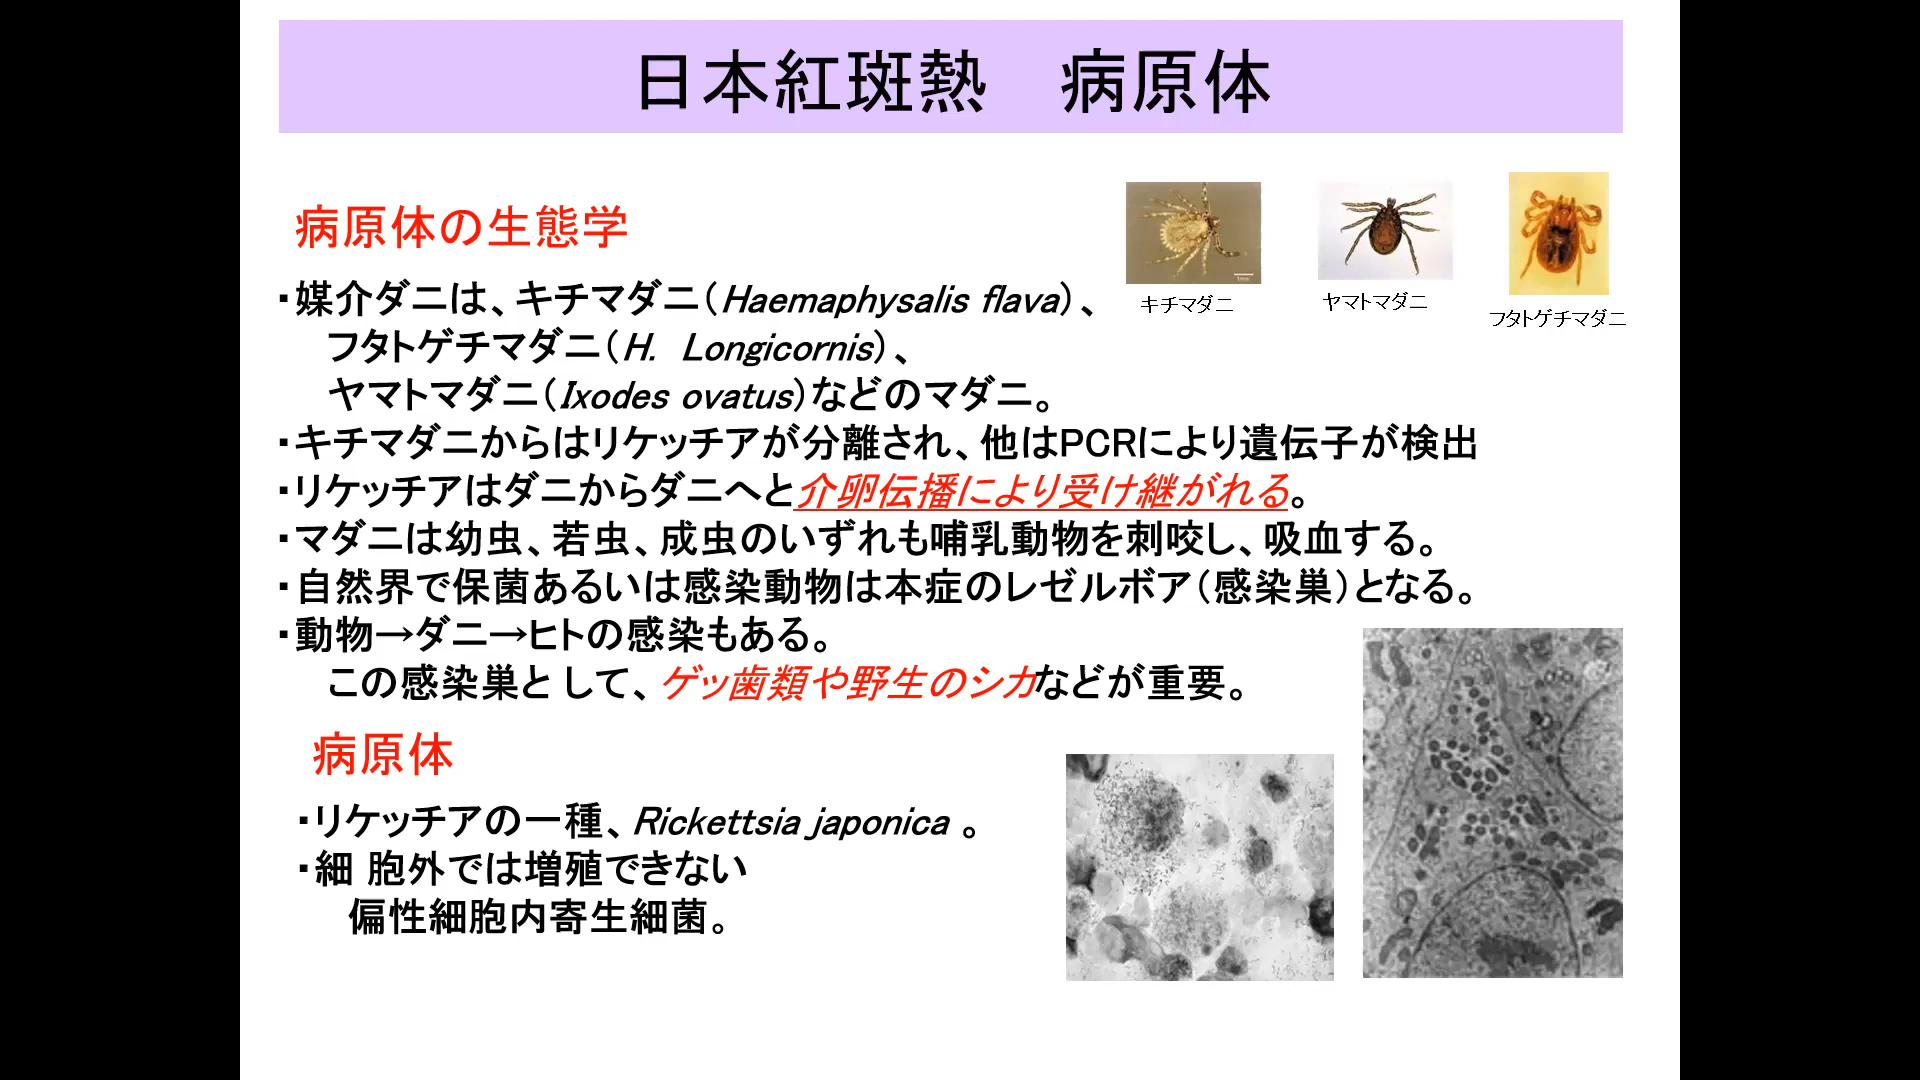 日本紅斑熱　病原体
病原体の生態学
・媒介ダニは、キチマダニ（Haemaphysalis flava）、
フタトゲチマダニ（H. Longicornis）、
ヤマトマダニ（Ixodes ovatus）などのマダニ。
・キチマダニからはリケッチアが分離され、他はPCRにより遺伝子が検出
・リケッチアはダニからダニへと介卵伝播により受け継がれる。
・マダニは幼虫、若虫、成虫のいずれも哺乳動物を刺咬し、吸血する。
・自然界で保菌あるいは感染動物は本症のレゼルボア（感染巣）となる。
・動物→ダニ→ヒトの感染もある。
この感染巣として、ゲッ歯類や野生のシカなどが重要。
キチマダニ
ヤマトマダニ
フタトゲチマダニ
病原体
・リケッチアの一種、Rickettsia japonica 。
・細 胞外では増殖できない
偏性細胞内寄生細菌。